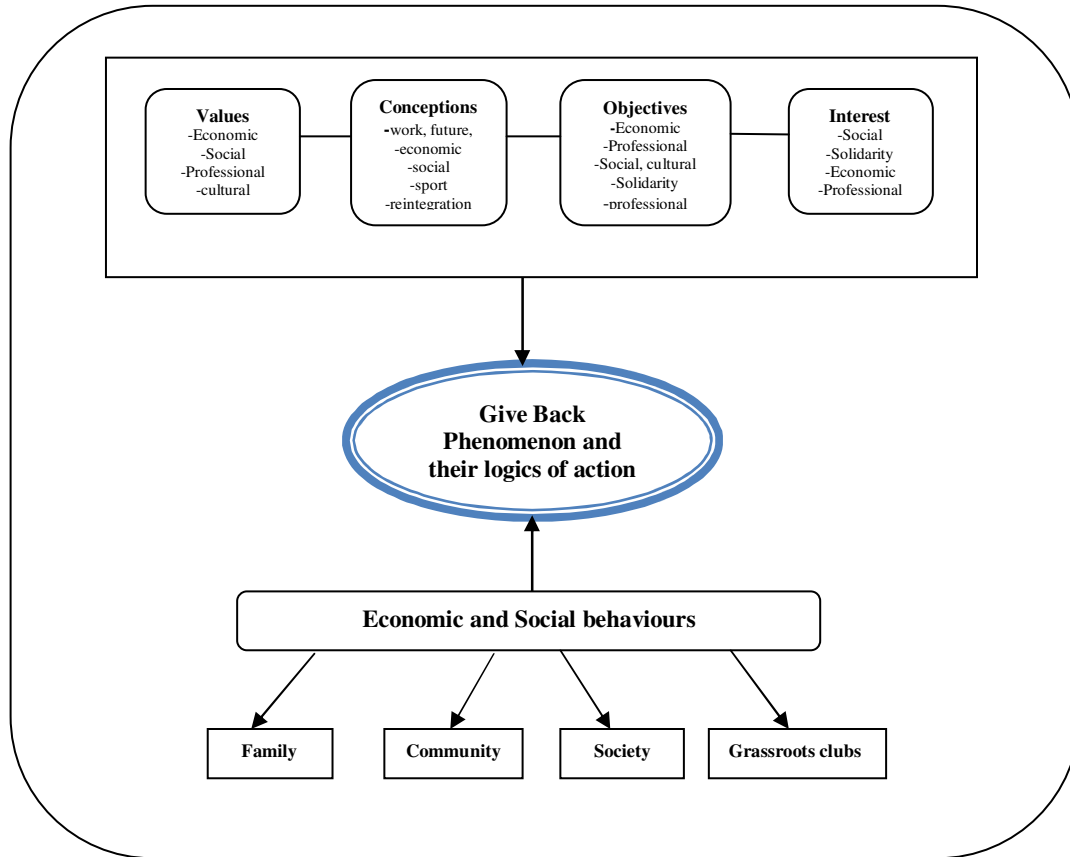 Values
-Economic
-Social
-Professional
-cultural
Conceptions
-work, future,
-economic
-social
-sport
-reintegration
Objectives
-Economic
-Professional
-Social, cultural
-Solidarity
-professional
Interest
-Social
-Solidarity
-Economic
-Professional
Give Back
Phenomenon and
their logics of action
Economic and Social behaviours
Family
Community
Society
Grassroots clubs